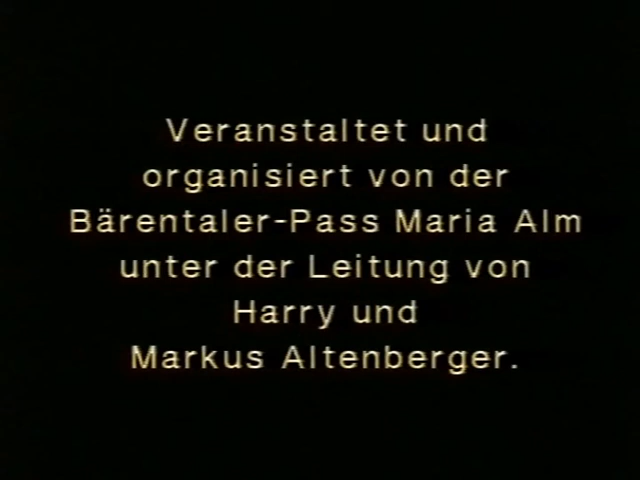 Veranstaltet und
organisiert von der
Bärentaler-Pass Maria Alm
unter der Leitung von
Harry und
Markus Altenberger.